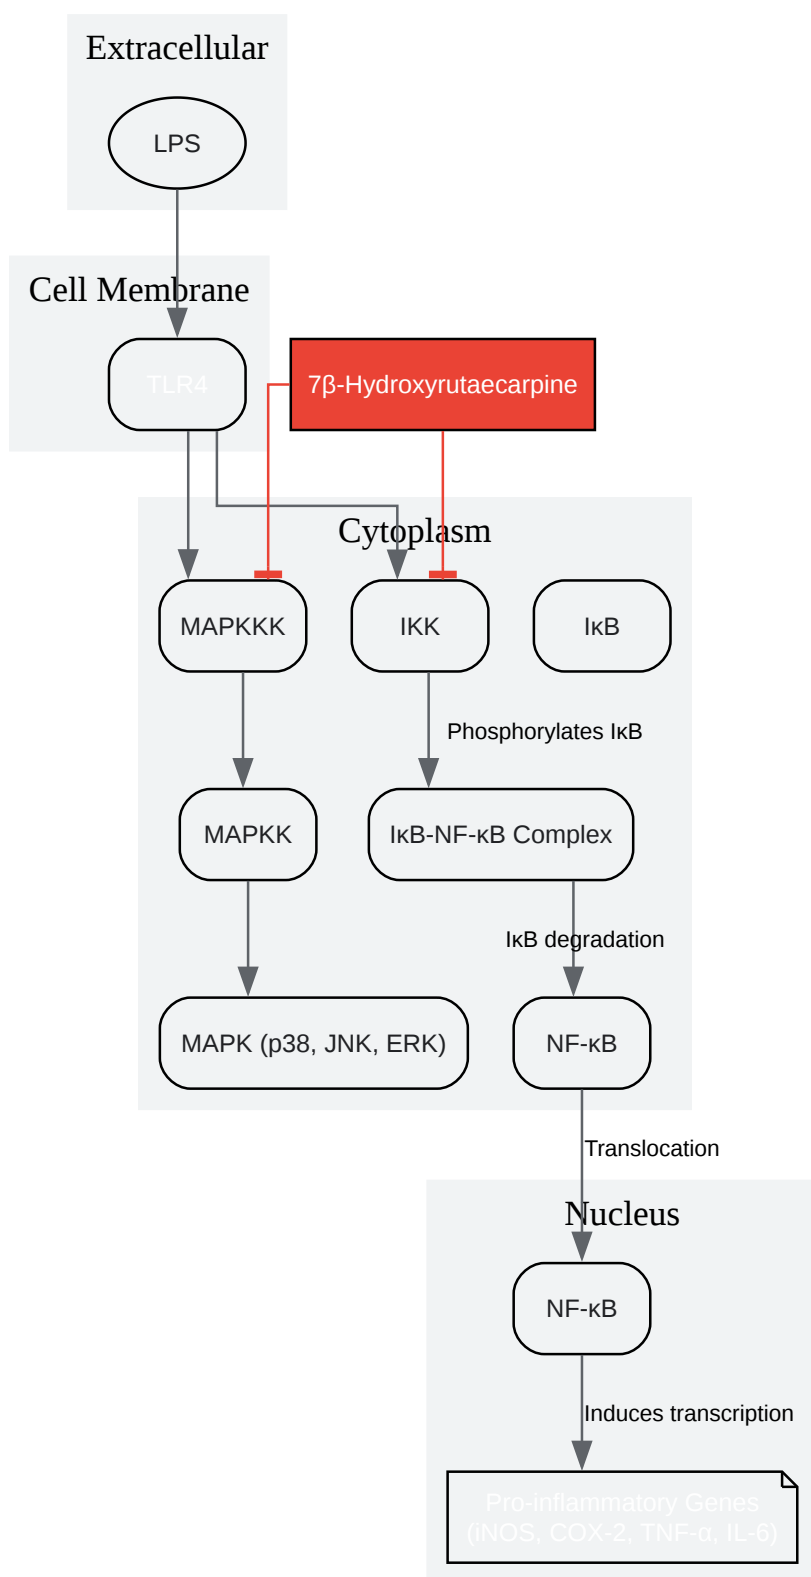 Extracellular
LPS
Cell Membrane
TLR4
7β-Hydroxyrutaecarpine
Cytoplasm
MAPKKK
IKK
IκB
Phosphorylates IκB
MAPKK
IκB-NF-κB Complex
IκB degradation
MAPK (p38, JNK, ERK)
NF-κB
Translocation
Nucleus
NF-κB
Induces transcription
Pro-inflammatory Genes
(iNOS, COX-2, TNF-α, IL-6)